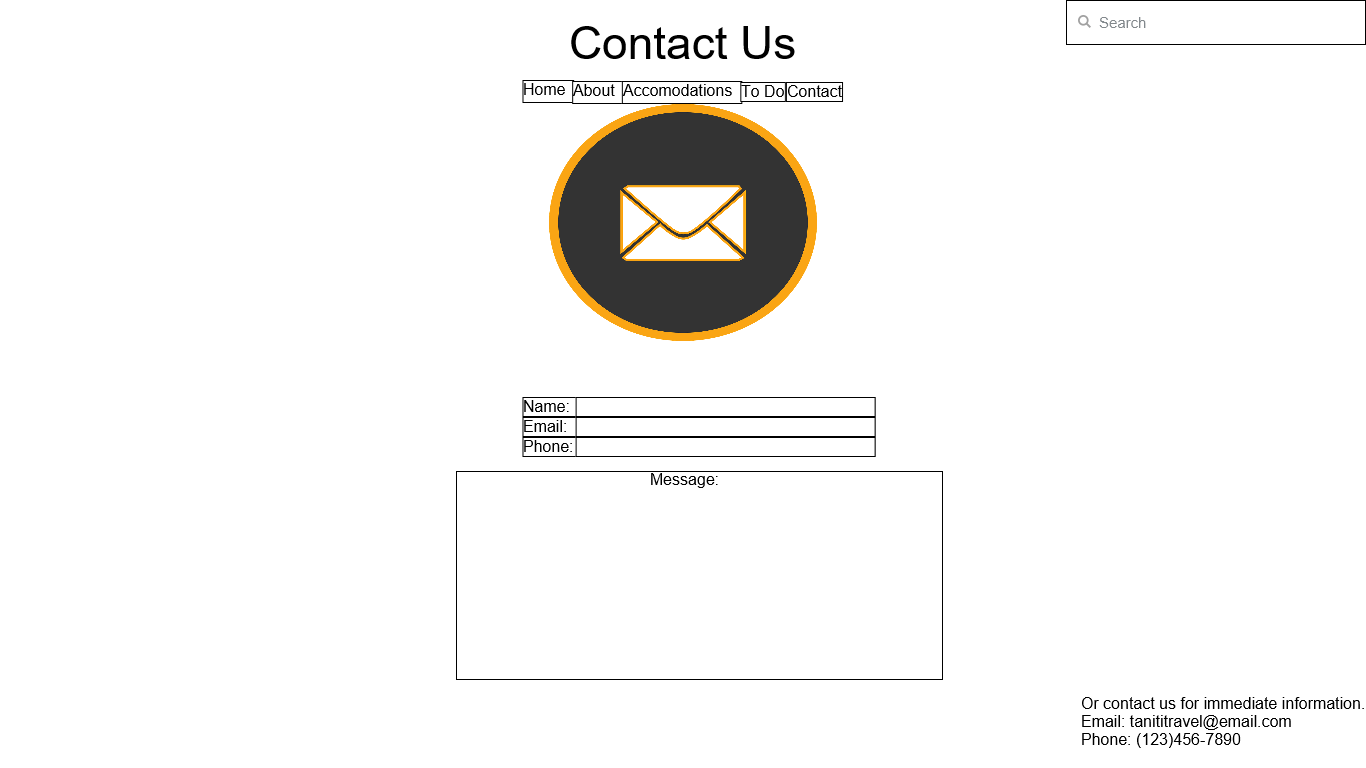 Contact Us
Search
Home About Accomodations To Do Contact
Name:
Email:
Phone:
Message:
Or contact us for immediate information.
Email: tanititravel@email.com
Phone: (123)456-7890